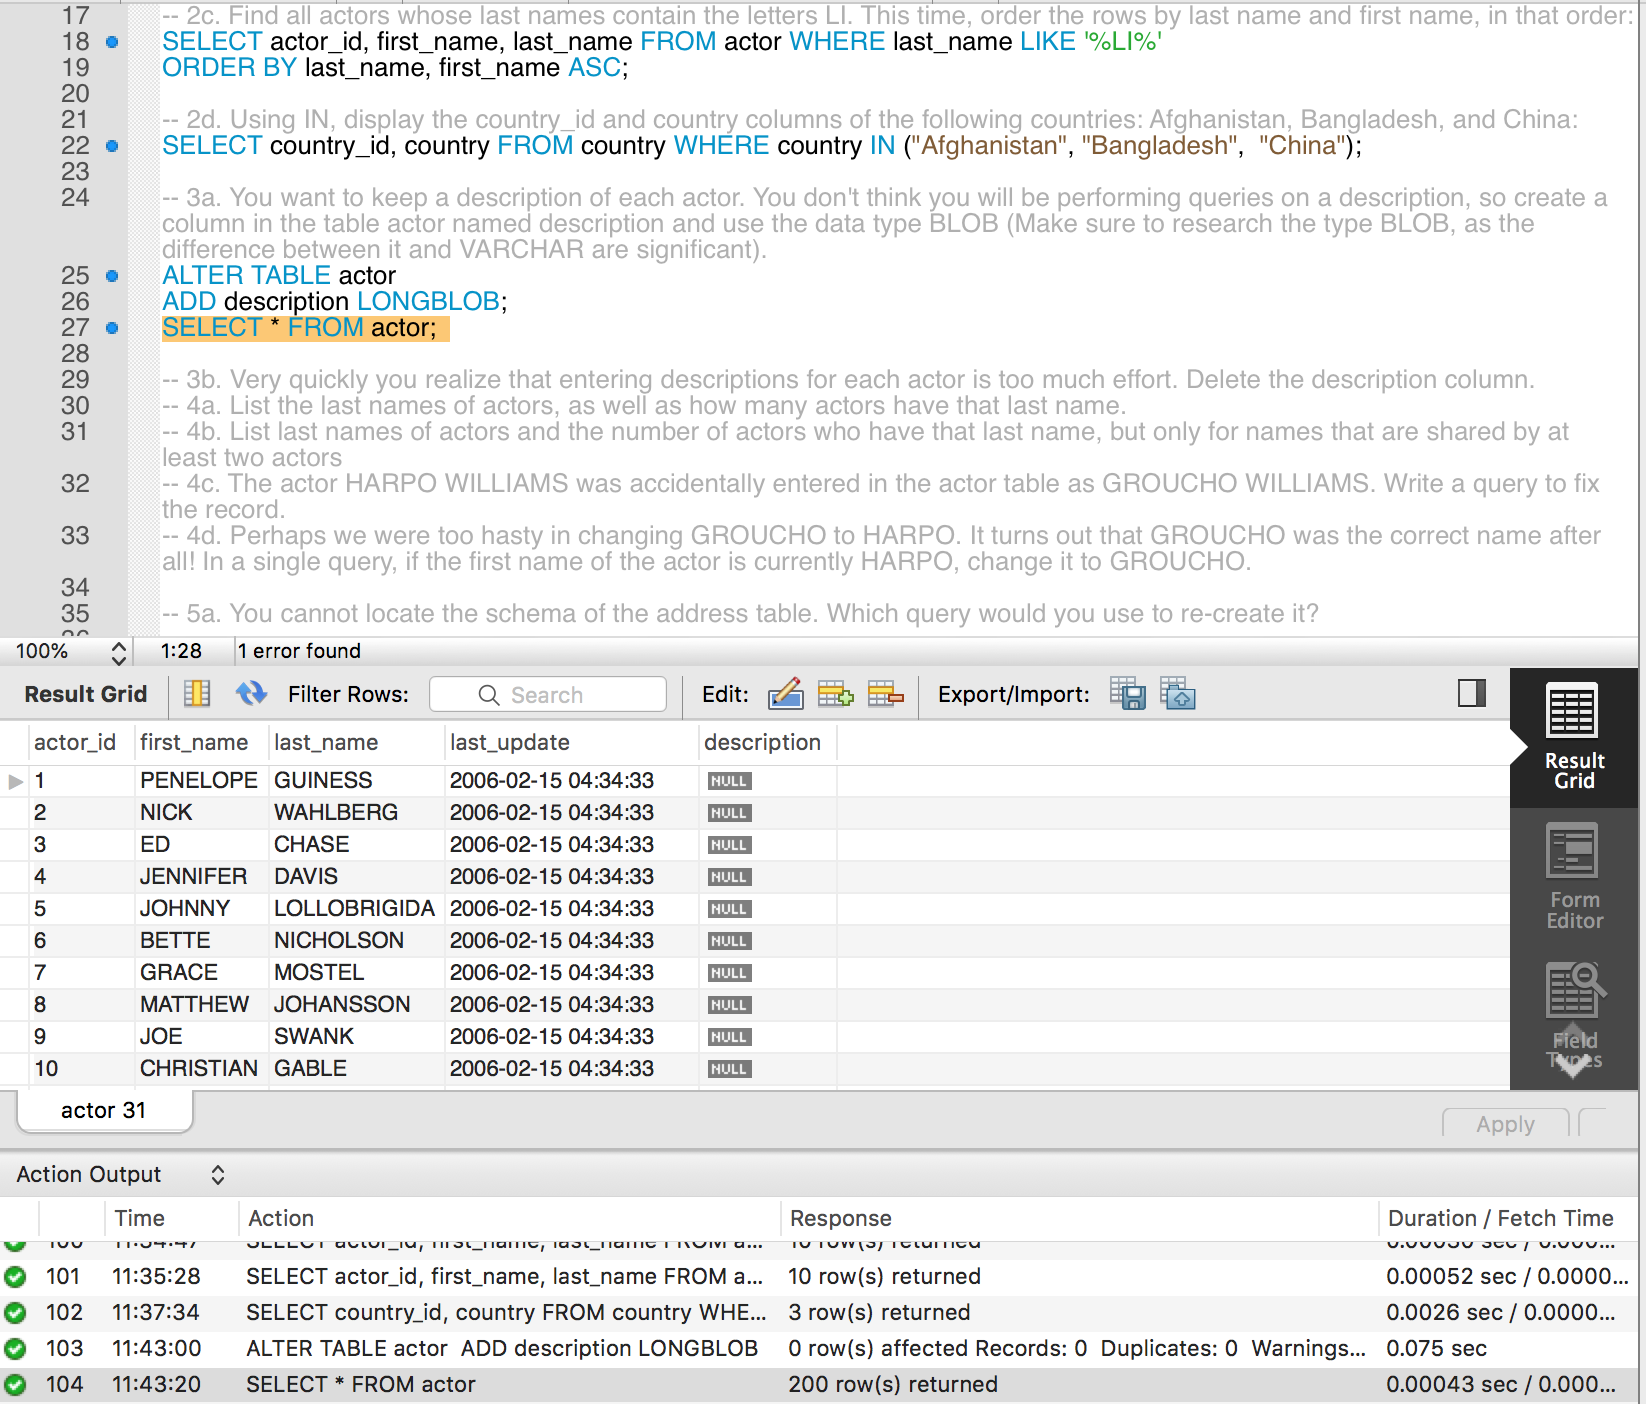 17 -- 2c. Find all actors whose last names contain the letters LI. This time, order the rows by last name and first name, in that order:
18 SELECT actor_id, first_name, last_name FROM actor WHERE last_name LIKE '%LI%'
19 ORDER BY last_name, first_name ASC;
20
21 -- 2d. Using IN, display the country_id and country columns of the following countries: Afghanistan, Bangladesh, and China:
22 SELECT country_id, country FROM country WHERE country IN ("Afghanistan", "Bangladesh",  "China");
23
24 -- 3a. You want to keep a description of each actor. You don't think you will be performing queries on a description, so create a
column in the table actor named description and use the data type BLOB (Make sure to research the type BLOB, as the
difference between it and VARCHAR are significant).
25 ALTER TABLE actor
26 ADD description LONGBLOB;
27 SELECT * FROM actor;
28
29 -- 3b. Very quickly you realize that entering descriptions for each actor is too much effort. Delete the description column.
30 -- 4a. List the last names of actors, as well as how many actors have that last name.
31 -- 4b. List last names of actors and the number of actors who have that last name, but only for names that are shared by at
least two actors
32 -- 4c. The actor HARPO WILLIAMS was accidentally entered in the actor table as GROUCHO WILLIAMS. Write a query to fix
the record.
33 -- 4d. Perhaps we were too hasty in changing GROUCHO to HARPO. It turns out that GROUCHO was the correct name after
all! In a single query, if the first name of the actor is currently HARPO, change it to GROUCHO.
34
35 -- 5a. You cannot locate the schema of the address table. Which query would you use to re-create it?
100% 1:28 1 error found
Result Grid Filter Rows: Search Edit: Export/Import:
actor_id first_name last_name last_update description
1 PENELOPE GUINESS 2006-02-15 04:34:33 NULL
2 NICK WAHLBERG 2006-02-15 04:34:33 NULL
3 ED CHASE 2006-02-15 04:34:33 NULL
4 JENNIFER DAVIS 2006-02-15 04:34:33 NULL
5 JOHNNY LOLLOBRIGIDA 2006-02-15 04:34:33 NULL
6 BETTE NICHOLSON 2006-02-15 04:34:33 NULL
7 GRACE MOSTEL 2006-02-15 04:34:33 NULL
8 MATTHEW JOHANSSON 2006-02-15 04:34:33 NULL
9 JOE SWANK 2006-02-15 04:34:33 NULL
10 CHRISTIAN GABLE 2006-02-15 04:34:33 NULL
Result
Grid
Form
Editor
Field
Types
actor 31
Apply
Action Output
Time Action Response Duration / Fetch Time
101 11:35:28 SELECT actor_id, first_name, last_name FROM a... 10 row(s) returned 0.00052 sec / 0.0000...
102 11:37:34 SELECT country_id, country FROM country WHE... 3 row(s) returned 0.0026 sec / 0.0000...
103 11:43:00 ALTER TABLE actor  ADD description LONGBLOB 0 row(s) affected Records: 0  Duplicates: 0  Warnings... 0.075 sec
104 11:43:20 SELECT * FROM actor 200 row(s) returned 0.00043 sec / 0.000...